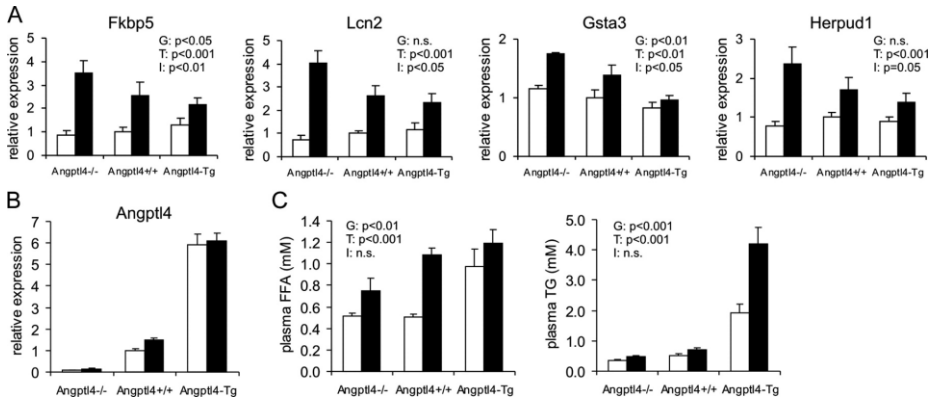 A
Fkbp5
G: p<0.05
T: p<0.001
I: p<0.01
relative expression
5
4
3
2
1
0
Angptl4-/- Angptl4+/+ Angptl4-Tg
Lcn2
G: n.s.
T: p<0.001
I: p<0.05
relative expression
5
4
3
2
1
0
Angptl4-/- Angptl4+/+ Angptl4-Tg
Gsta3
G: p<0.01
T: p<0.01
I: p<0.05
relative expression
2
1
0
Angptl4-/- Angptl4+/+ Angptl4-Tg
Herpud1
G: n.s.
T: p<0.001
I: p=0.05
relative expression
3
2
1
0
Angptl4-/- Angptl4+/+ Angptl4-Tg
B
Angptl4
relative expression
7
6
5
4
3
2
1
0
Angptl4-/- Angptl4+/+ Angptl4-Tg
C
G: p<0.01
T: p<0.001
I: n.s.
plasma FFA (mM)
1.4
1.2
1.0
0.8
0.6
0.4
0.2
0.0
Angptl4-/- Angptl4+/+ Angptl4-Tg
G: p<0.001
T: p<0.001
I: n.s.
plasma TG (mM)
5.0
4.0
3.0
2.0
1.0
0.0
Angptl4-/- Angptl4+/+ Angptl4-Tg